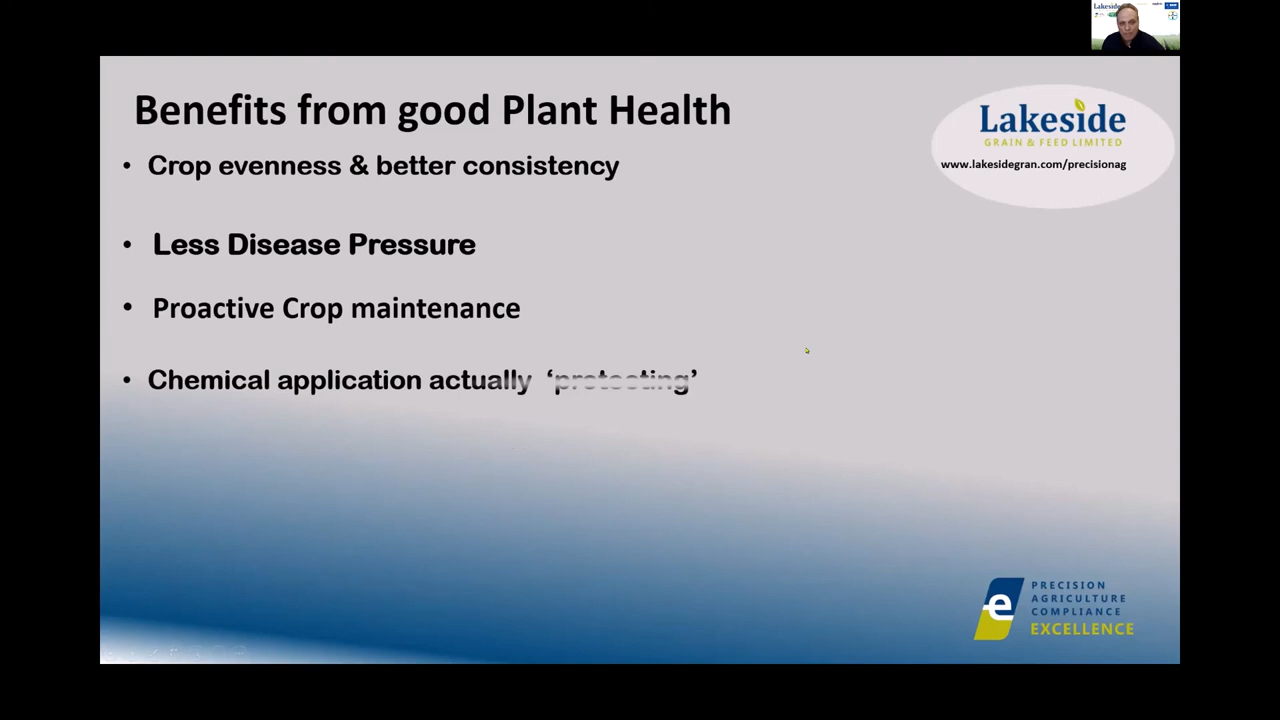 Lakeside
Benefits from good Plant Health
Lakeside
GRAIN & FEED LIMITED
www.lakesidegran.com/precisionag
• Crop evenness & better consistency
• Less Disease Pressure
• Proactive Crop maintenance
• Chemical application actually ‘protecting’
e
PRECISION
AGRICULTURE
COMPLIANCE
EXCELLENCE